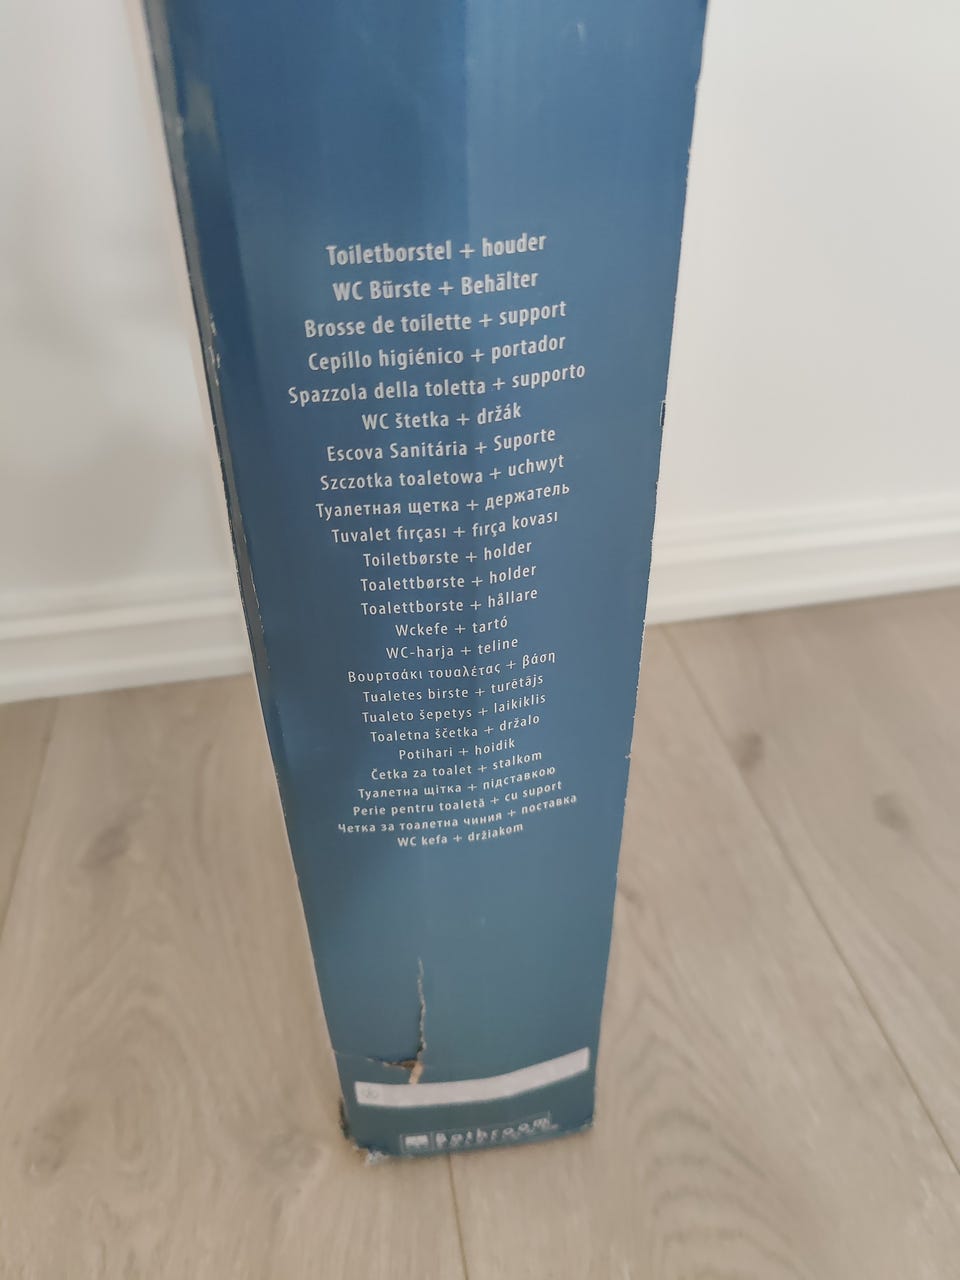 Toiletborstel + houder
WC Bürste + Behälter
Brosse de toilette + support
Cepillo higiénico + portador
Spazzola della toletta + supporto
WC štetka + držák
Escova Sanitária + Suporte
Szczotka toaletowa + uchwyt
Туалетная щетка + держатель
Tuvalet fırçası + fırça kovası
Toiletbørste + holder
Toalettbørste + holder
Toalettborste + hållare
Wckefe + tartó
WC-harja + teline
Βουρτσάκι τουαλέτας + βάση
Tualetes birste + turētājs
Tualeto šepetys + laikiklis
Toaletna ščetka + držalo
Potihari + hoidik
Četka za toalet + stalkom
Туалетна щітка + підставкою
Perie pentru toaletă + cu suport
Четка за тоалетна чиния + поставка
WC kefa + držiakom
Bathroom